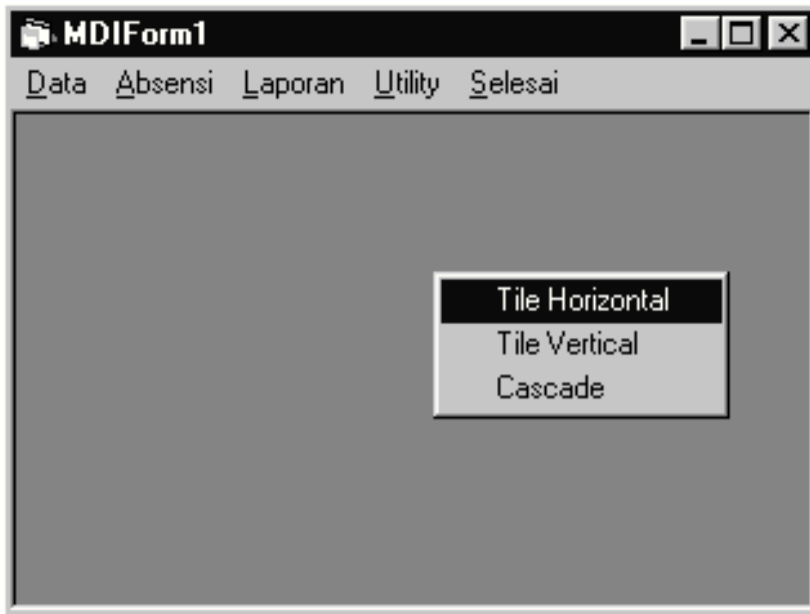 MDIForm1
Data Absensi Laporan Utility Selesai
Tile Horizontal
Tile Vertical
Cascade